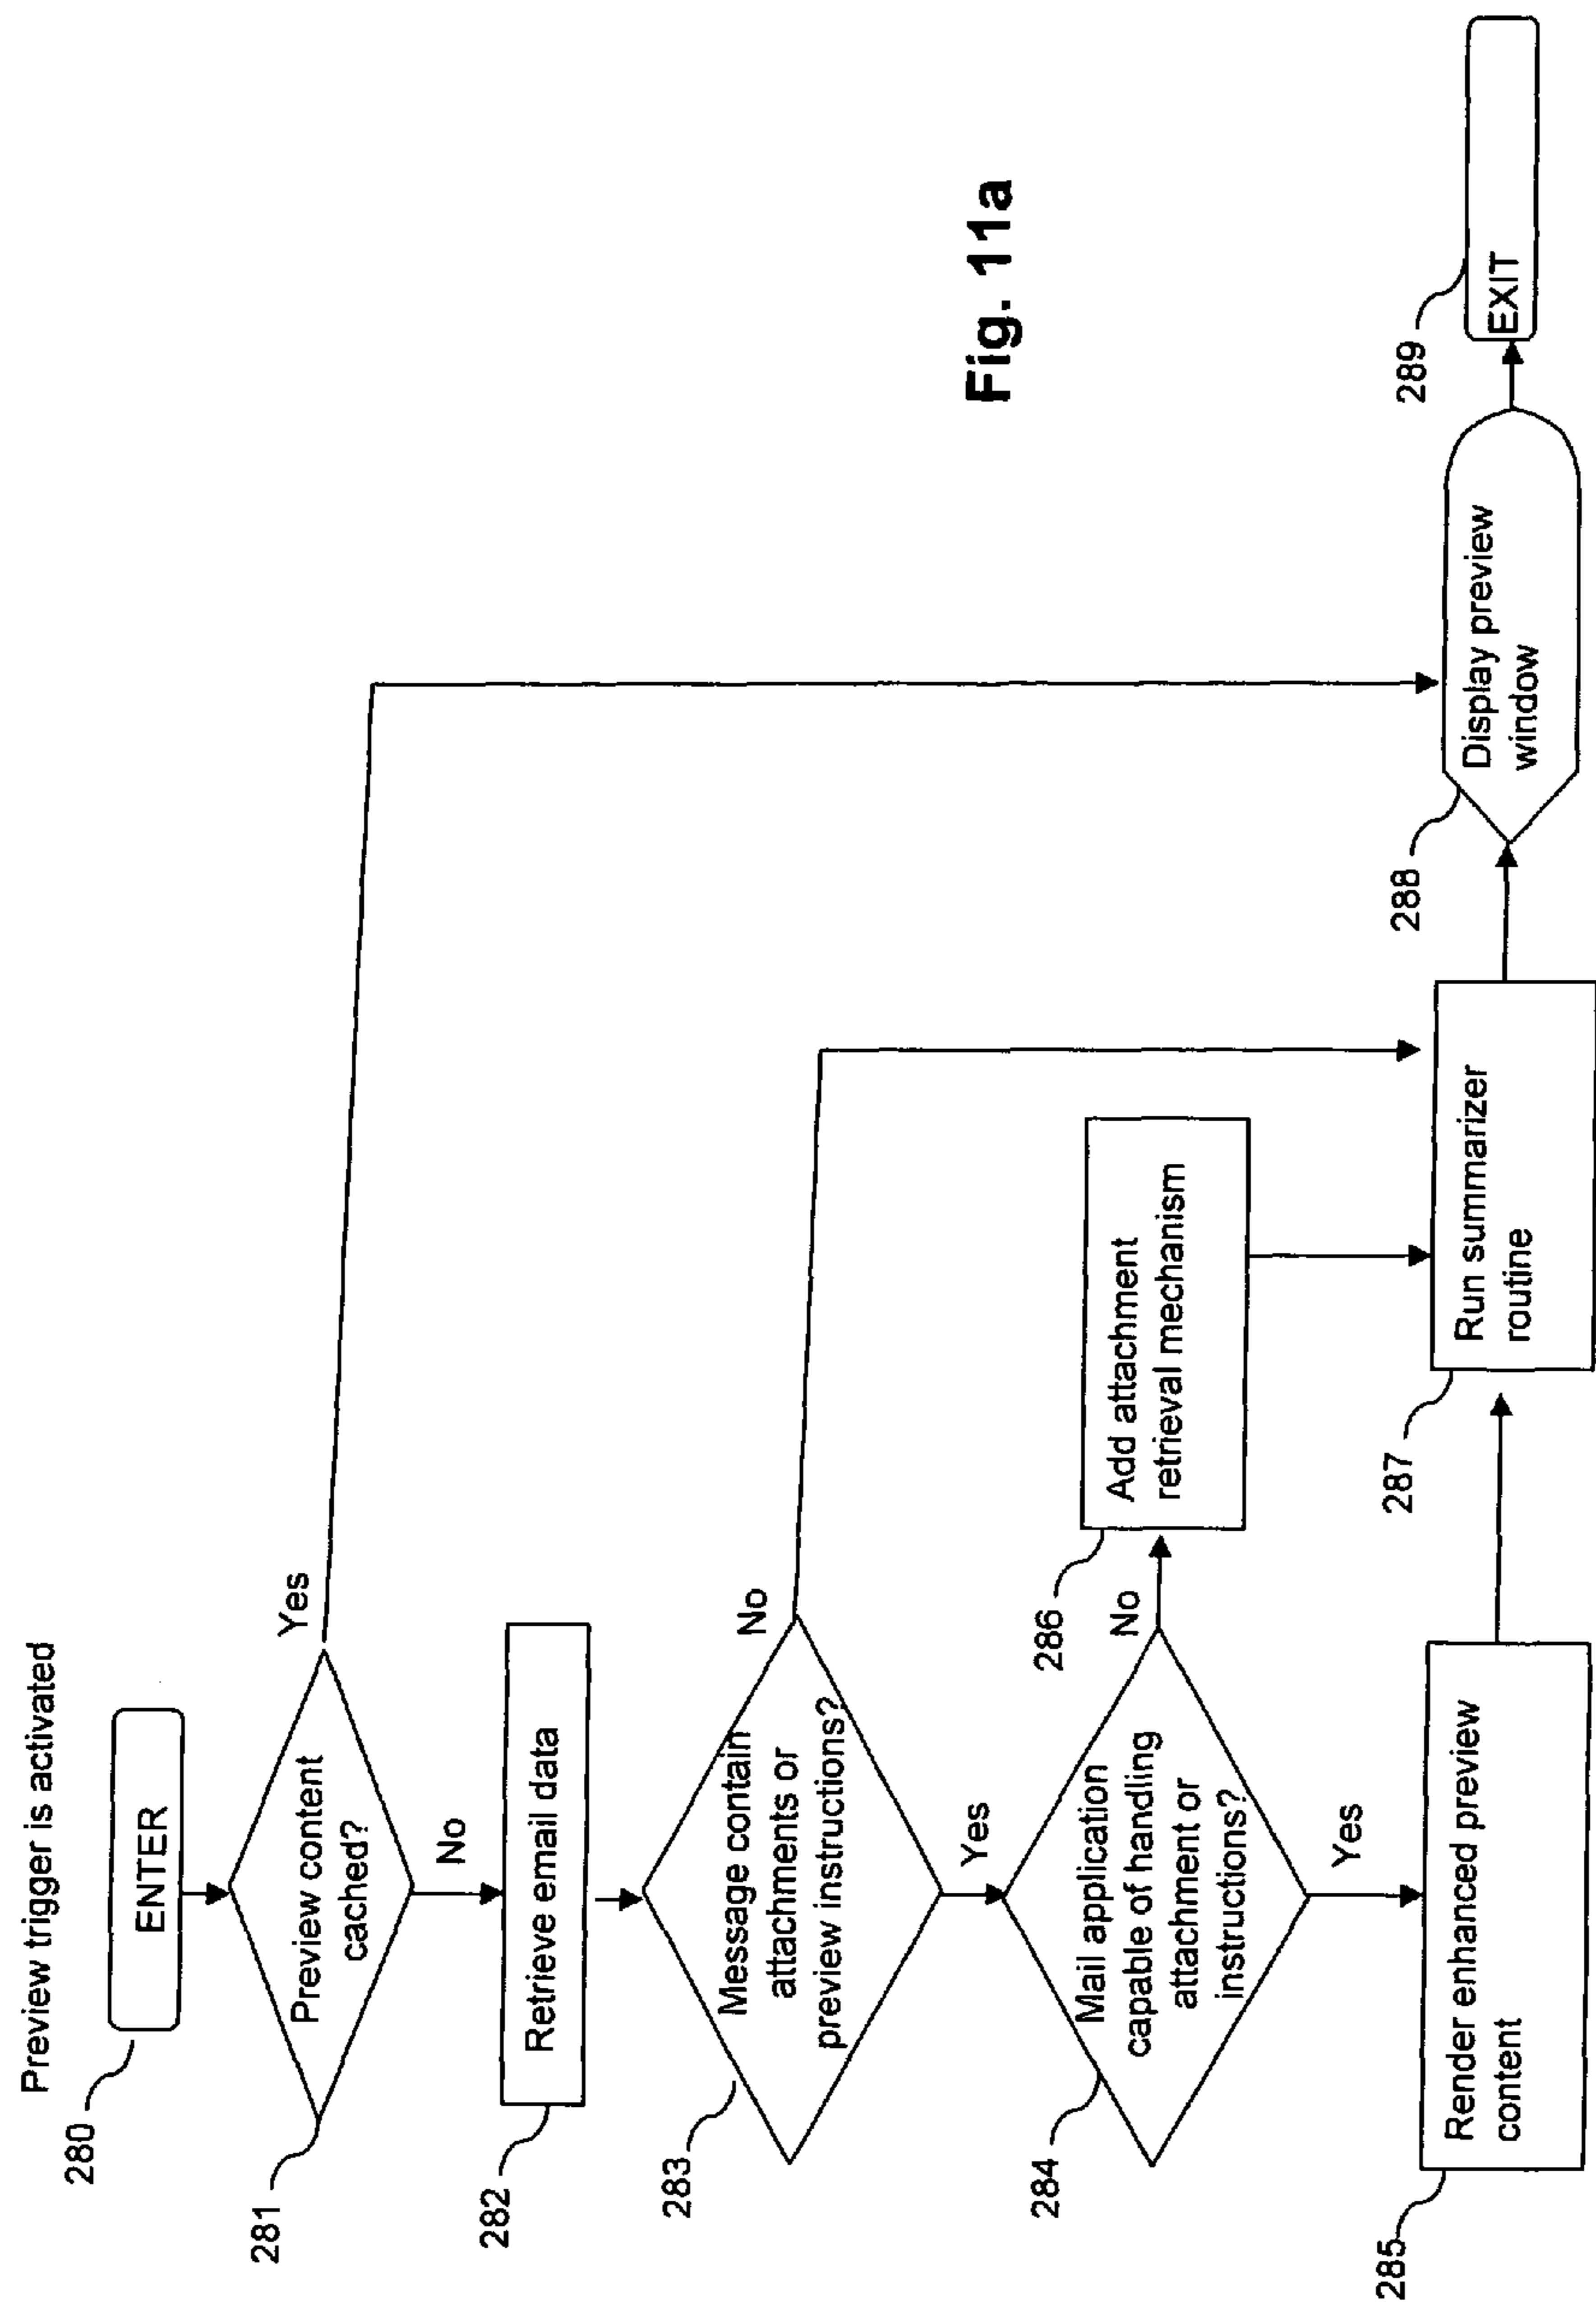 Preview trigger is activated
280
ENTER
281
Preview content
cached?
Yes
No
282
Retrieve email data
283
Message contain
attachments or
preview instructions?
No
Yes
284
Mail application
capable of handling
attachment or
instructions?
No
Yes
286
Add attachment
retrieval mechanism
285
Render enhanced preview
content
287
Run summarizer
routine
288
Display preview
window
289
EXIT
Fig. 11a